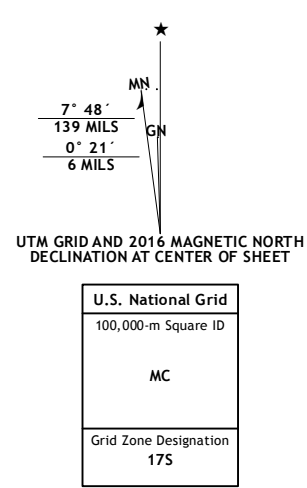 ★
MN
7° 48´
139 MILS
GN
0° 21´
6 MILS
UTM GRID AND 2016 MAGNETIC NORTH
DECLINATION AT CENTER OF SHEET
U.S. National Grid
100,000-m Square ID
MC
Grid Zone Designation
17S